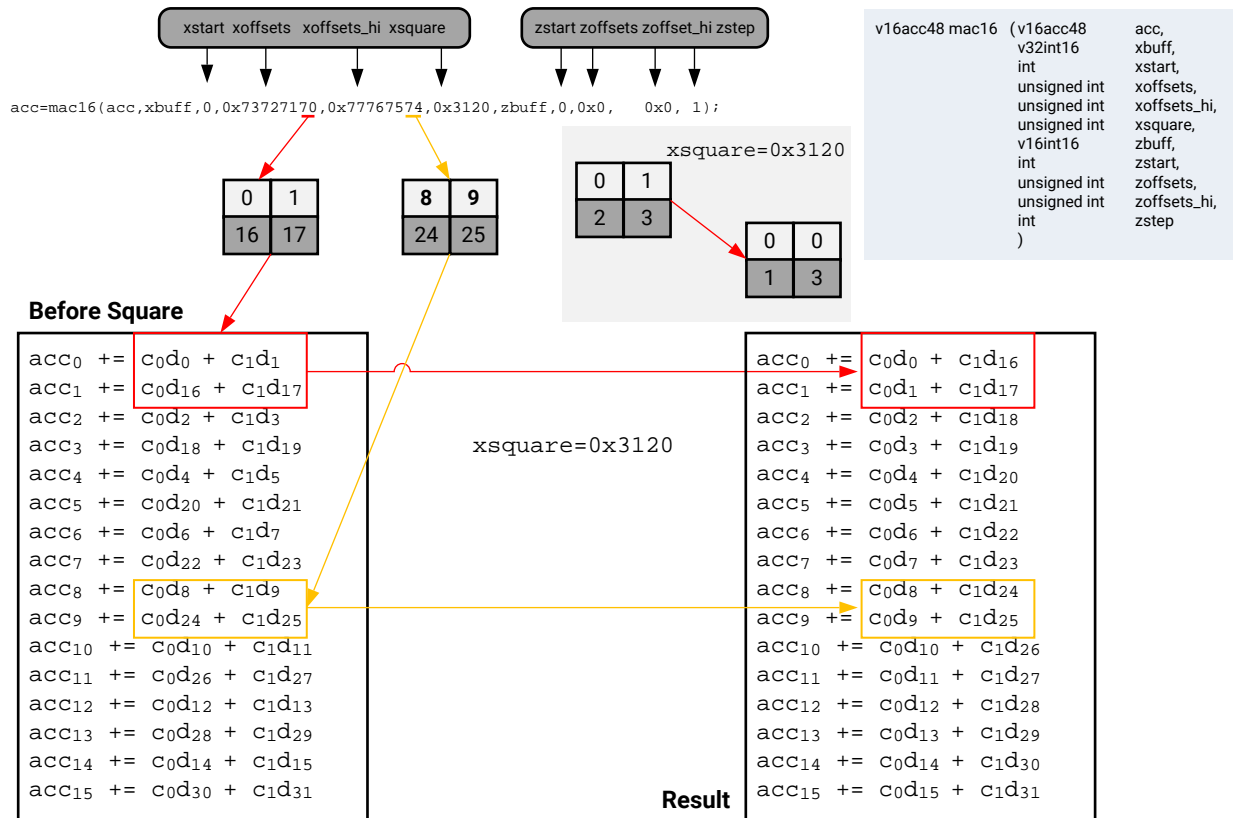 xstart xoffsets xoffsets_hi xsquare
zstart zoffsets zoffset_hi zstep
acc=mac16(acc,xbuff,0,0x73727170,0x77767574,0x3120,zbuff,0,0x0, 0x0, 1);
v16acc48 mac16 (v16acc48 acc,
v32int16 xbuff,
int xstart,
unsigned int xoffsets,
unsigned int xoffsets_hi,
unsigned int xsquare,
v16int16 zbuff,
int zstart,
unsigned int zoffsets,
unsigned int zoffsets_hi,
int zstep
)
0 1
16 17
8 9
24 25
xsquare=0x3120
0 1
2 3
0 0
1 3
Before Square
acc₀ += c₀d₀ + c₁d₁
acc₁ += c₀d₁₆ + c₁d₁₇
acc₂ += c₀d₂ + c₁d₃
acc₃ += c₀d₁₈ + c₁d₁₉
acc₄ += c₀d₄ + c₁d₅
acc₅ += c₀d₂₀ + c₁d₂₁
acc₆ += c₀d₆ + c₁d₇
acc₇ += c₀d₂₂ + c₁d₂₃
acc₈ += c₀d₈ + c₁d₉
acc₉ += c₀d₂₄ + c₁d₂₅
acc₁₀ += c₀d₁₀ + c₁d₁₁
acc₁₁ += c₀d₂₆ + c₁d₂₇
acc₁₂ += c₀d₁₂ + c₁d₁₃
acc₁₃ += c₀d₂₈ + c₁d₂₉
acc₁₄ += c₀d₁₄ + c₁d₁₅
acc₁₅ += c₀d₃₀ + c₁d₃₁
xsquare=0x3120
acc₀ += c₀d₀ + c₁d₁₆
acc₁ += c₀d₁ + c₁d₁₇
acc₂ += c₀d₂ + c₁d₁₈
acc₃ += c₀d₃ + c₁d₁₉
acc₄ += c₀d₄ + c₁d₂₀
acc₅ += c₀d₅ + c₁d₂₁
acc₆ += c₀d₆ + c₁d₂₂
acc₇ += c₀d₇ + c₁d₂₃
acc₈ += c₀d₈ + c₁d₂₄
acc₉ += c₀d₉ + c₁d₂₅
acc₁₀ += c₀d₁₀ + c₁d₂₆
acc₁₁ += c₀d₁₁ + c₁d₂₇
acc₁₂ += c₀d₁₂ + c₁d₂₈
acc₁₃ += c₀d₁₃ + c₁d₂₉
acc₁₄ += c₀d₁₄ + c₁d₃₀
acc₁₅ += c₀d₁₅ + c₁d₃₁
Result